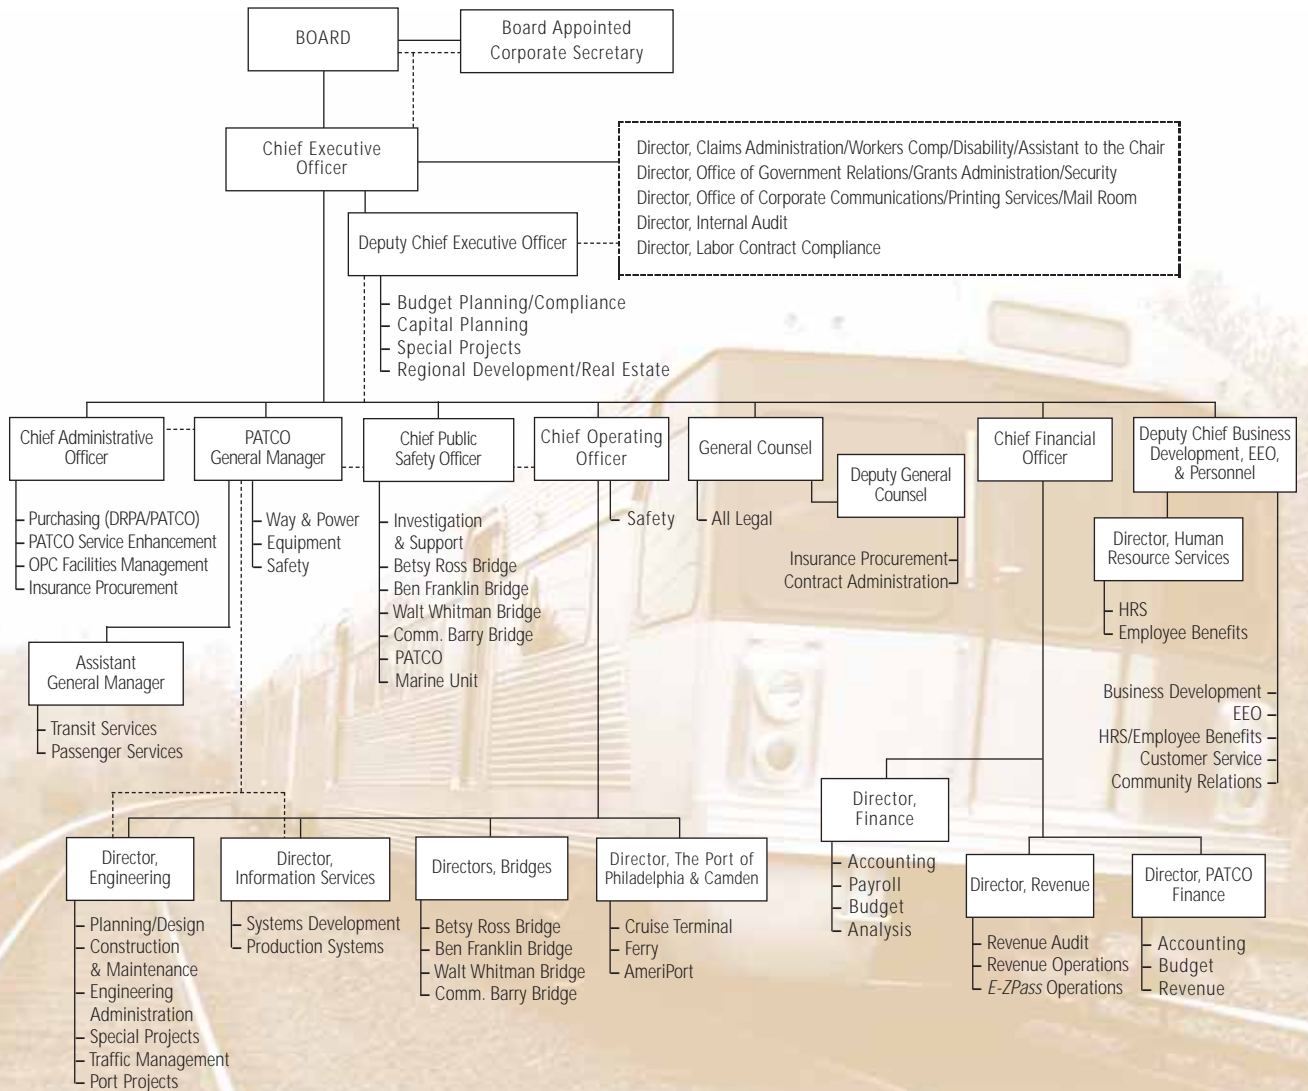 BOARD
Board Appointed
Corporate Secretary
Chief Executive
Officer
Director, Claims Administration/Workers Comp/Disability/Assistant to the Chair
Director, Office of Government Relations/Grants Administration/Security
Director, Office of Corporate Communications/Printing Services/Mail Room
Director, Internal Audit
Director, Labor Contract Compliance
Deputy Chief Executive Officer
Budget Planning/Compliance
Capital Planning
Special Projects
Regional Development/Real Estate
Chief Administrative
Officer
Purchasing (DRPA/PATCO)
PATCO Service Enhancement
OPC Facilities Management
Insurance Procurement
PATCO
General Manager
Way & Power
Equipment
Safety
Assistant
General Manager
Transit Services
Passenger Services
Chief Public
Safety Officer
Investigation
& Support
Betsy Ross Bridge
Ben Franklin Bridge
Walt Whitman Bridge
Comm. Barry Bridge
PATCO
Marine Unit
Chief Operating
Officer
Safety
General Counsel
All Legal
Deputy General
Counsel
Insurance Procurement
Contract Administration
Chief Financial
Officer
Deputy Chief Business
Development, EEO,
& Personnel
Director, Human
Resource Services
HRS
Employee Benefits
Business Development
EEO
HRS/Employee Benefits
Customer Service
Community Relations
Director,
Engineering
Planning/Design
Construction
& Maintenance
Engineering
Administration
Special Projects
Traffic Management
Port Projects
Director,
Information Services
Systems Development
Production Systems
Directors, Bridges
Betsy Ross Bridge
Ben Franklin Bridge
Walt Whitman Bridge
Comm. Barry Bridge
Director, The Port of
Philadelphia & Camden
Cruise Terminal
Ferry
AmeriPort
Director,
Finance
Accounting
Payroll
Budget
Analysis
Director, Revenue
Revenue Audit
Revenue Operations
E-ZPass Operations
Director, PATCO
Finance
Accounting
Budget
Revenue